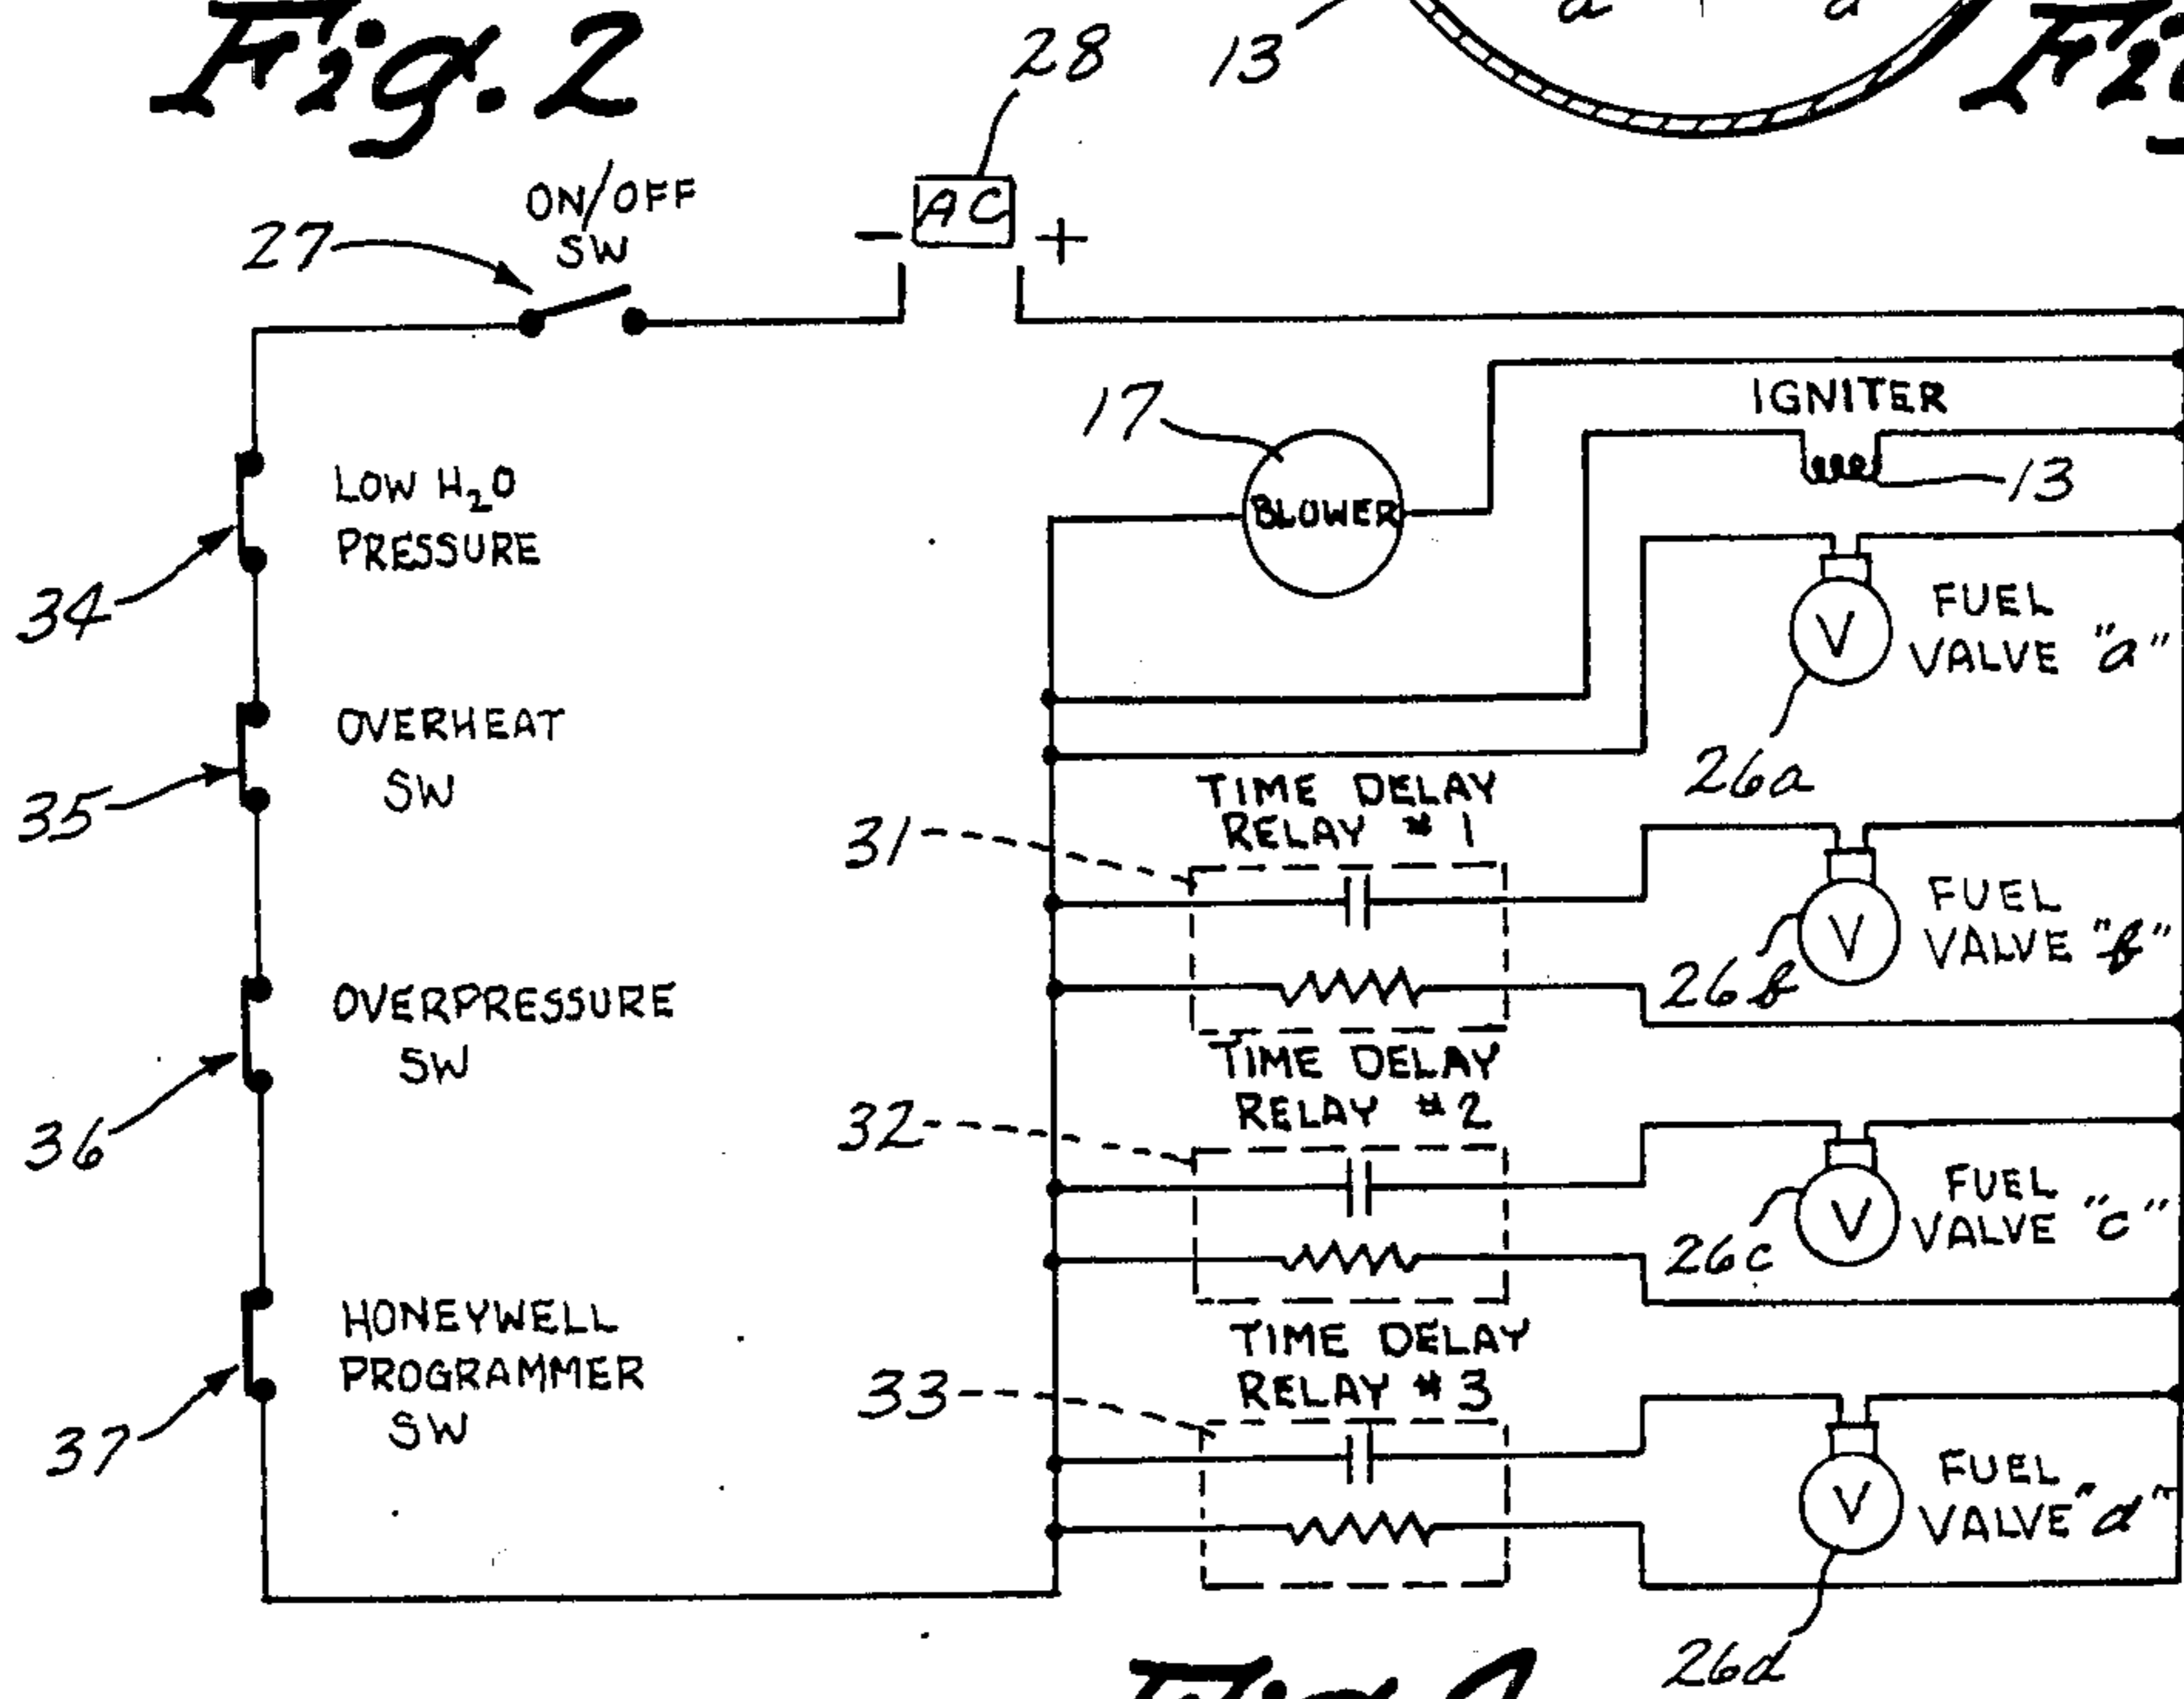 Fig. 2
28
13
a
a
ON/OFF
SW
27
AC
− +
17
IGNITER
BLOWER
13
LOW H₂O
PRESSURE
34
FUEL
VALVE "a"
26a
OVERHEAT
SW
35
TIME DELAY
RELAY #1
31
FUEL
VALVE "b"
26b
OVERPRESSURE
SW
36
TIME DELAY
RELAY #2
32
FUEL
VALVE "c"
26c
HONEYWELL
PROGRAMMER
SW
37
TIME DELAY
RELAY #3
33
FUEL
VALVE "d"
26d
V
V
V
V